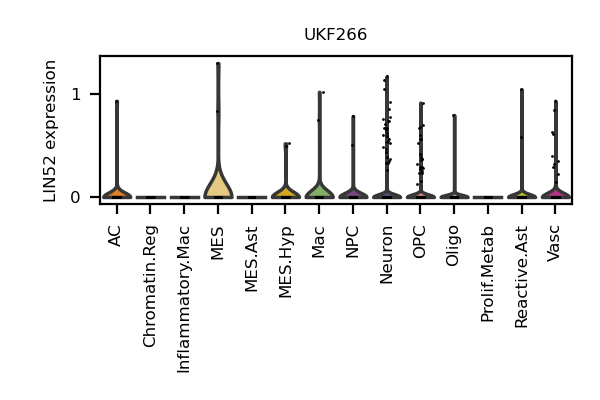 UKF266
LIN52 expression
1
0
AC
Chromatin.Reg
Inflammatory.Mac
MES
MES.Ast
MES.Hyp
Mac
NPC
Neuron
OPC
Oligo
Prolif.Metab
Reactive.Ast
Vasc